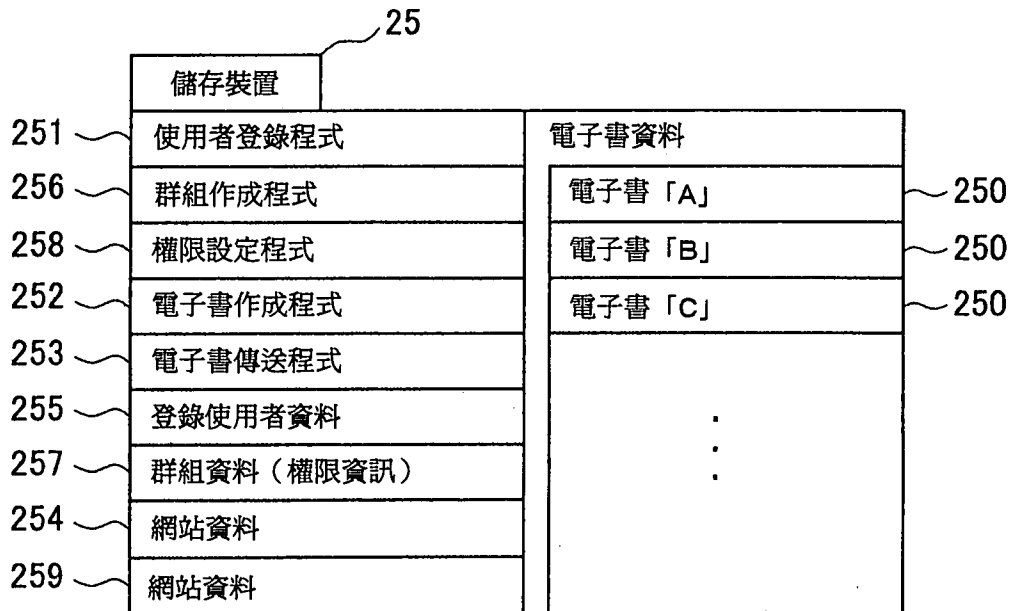 25
儲存裝置
251 使用者登錄程式
256 群組作成程式
258 權限設定程式
252 電子書作成程式
253 電子書傳送程式
255 登錄使用者資料
257 群組資料（權限資訊）
254 網站資料
259 網站資料
電子書資料
電子書「A」 250
電子書「B」 250
電子書「C」 250